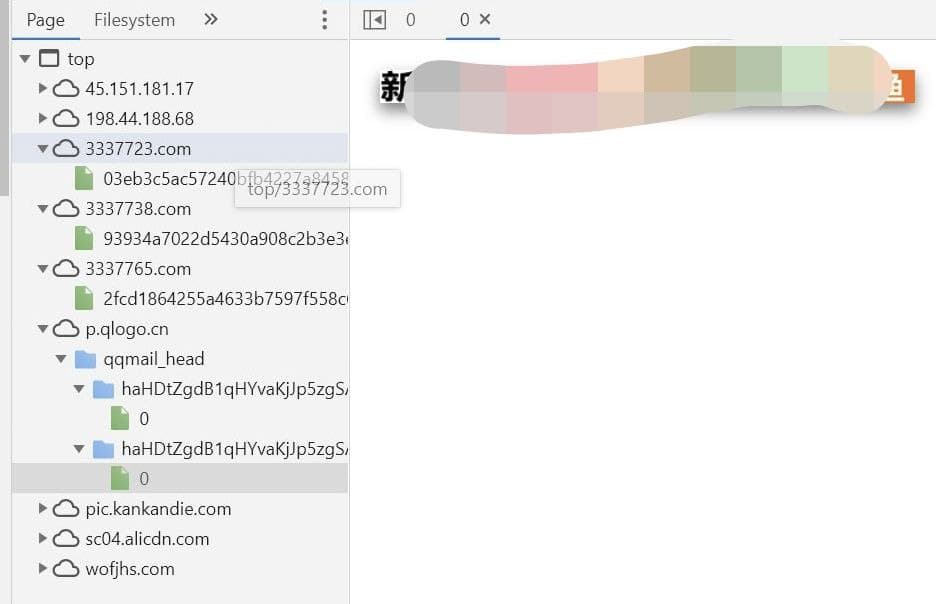 Page Filesystem »
0 0 ×
top
45.151.181.17
198.44.188.68
3337723.com
03eb3c5ac57240bfb4227a8458
top/3337723.com
3337738.com
93934a7022d5430a908c2b3e3
3337765.com
2fcd1864255a4633b7597f558c
p.qlogo.cn
qqmail_head
haHDtZgdB1qHYvaKjJp5zgS
0
haHDtZgdB1qHYvaKjJp5zgS
0
pic.kankandie.com
sc04.alicdn.com
wofjhs.com
新